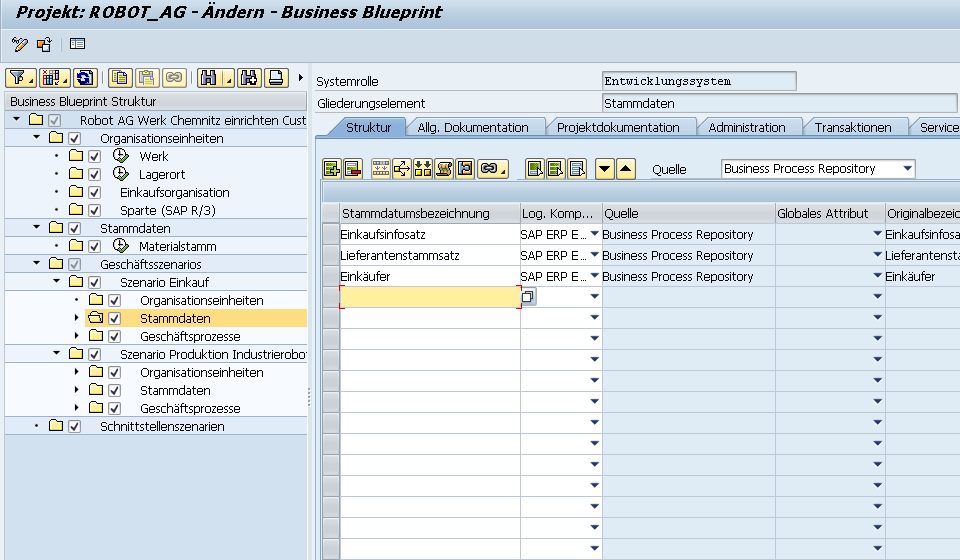 Projekt: ROBOT_AG - Ändern - Business Blueprint
Systemrolle Entwicklungssystem
Gliederungselement Stammdaten
Struktur Allg. Dokumentation Projektdokumentation Administration Transaktionen Service
Quelle Business Process Repository
Business Blueprint Struktur
Robot AG Werk Chemnitz einrichten Cust
Organisationseinheiten
Werk
Lagerort
Einkaufsorganisation
Sparte (SAP R/3)
Stammdaten
Materialstamm
Geschäftsszenarios
Szenario Einkauf
Organisationseinheiten
Stammdaten
Geschäftsprozesse
Szenario Produktion Industrierobo
Organisationseinheiten
Stammdaten
Geschäftsprozesse
Schnittstellenszenarien
Stammdatumsbezeichnung Log. Komp... Quelle Globales Attribut Originalbezeic
Einkaufsinfosatz SAP ERP E... Business Process Repository Einkaufsinfosa
Lieferantenstammsatz SAP ERP E... Business Process Repository Lieferantensta
Einkäufer SAP ERP E... Business Process Repository Einkäufer